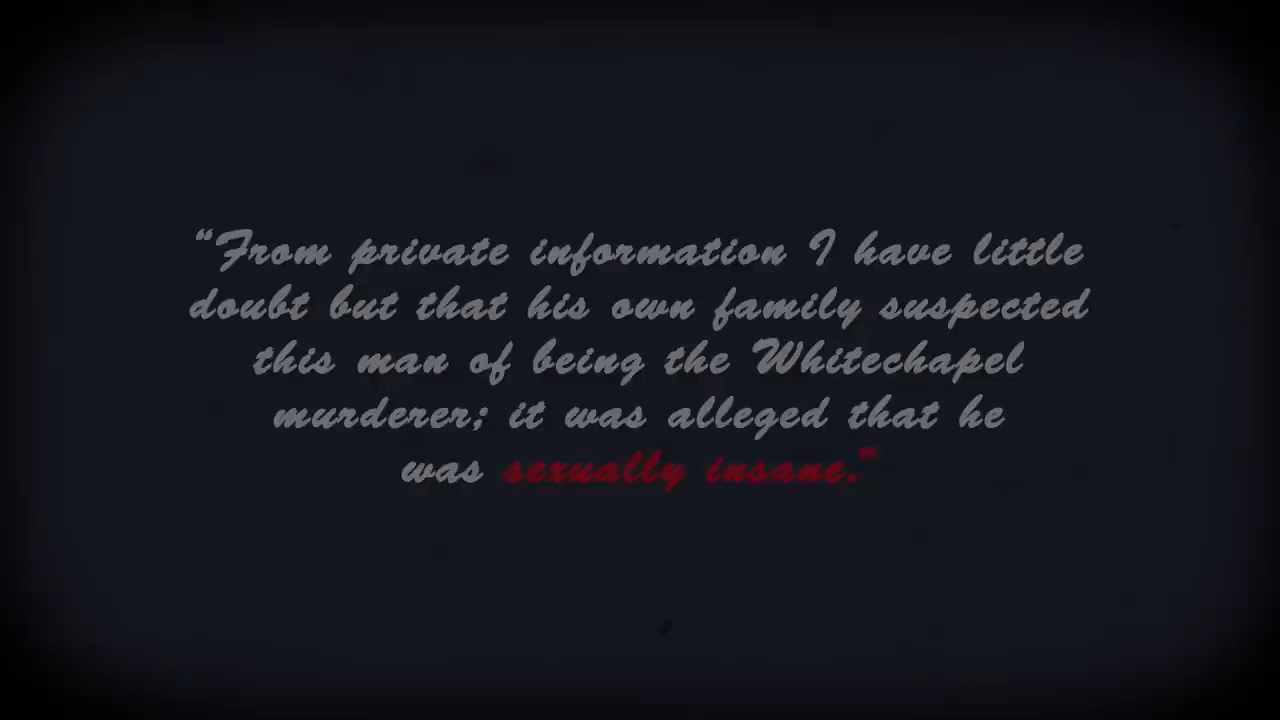 “From private information I have little
doubt but that his own family suspected
this man of being the Whitechapel
murderer; it was alleged that he
was sexually insane.”